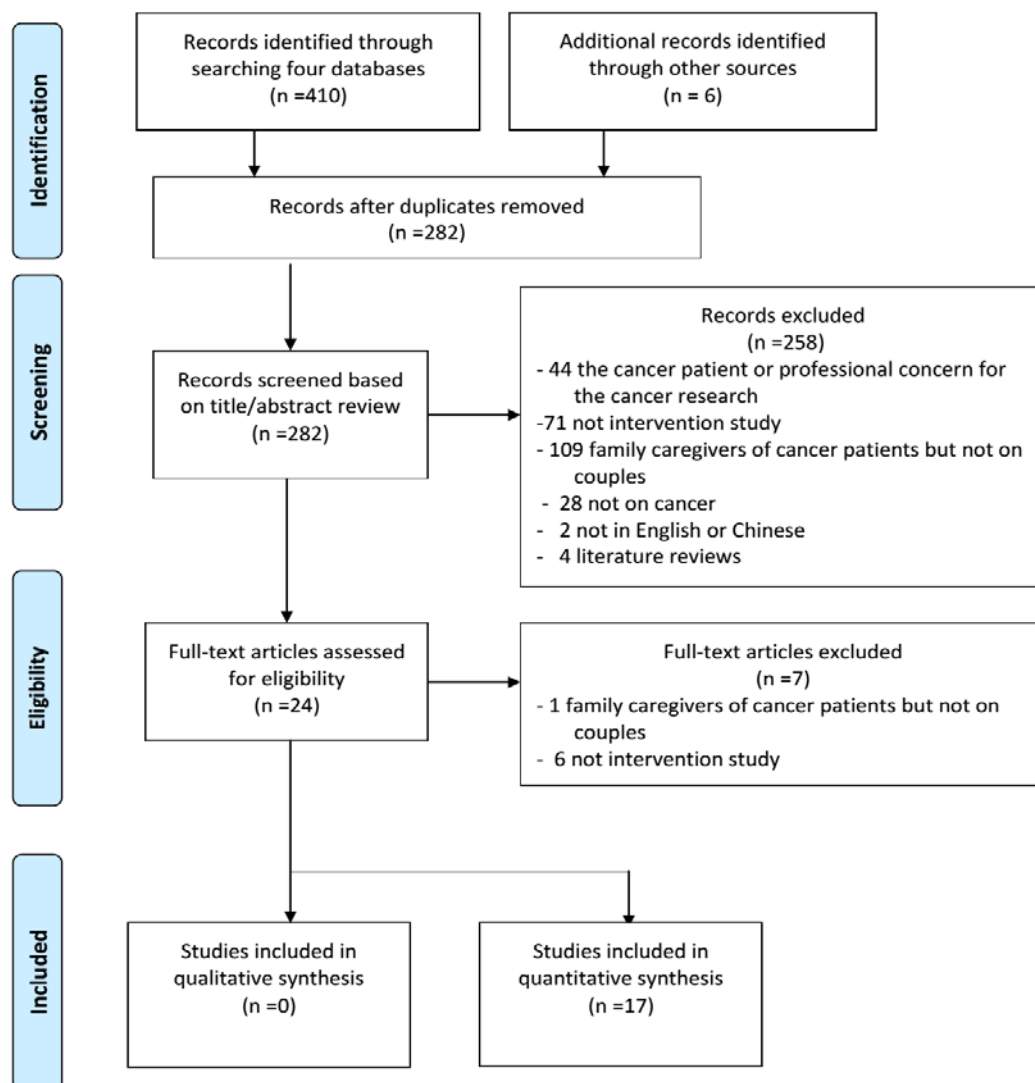 Identification
Records identified through
searching four databases
(n =410)
Additional records identified
through other sources
(n = 6)
Records after duplicates removed
(n =282)
Screening
Records screened based
on title/abstract review
(n =282)
Records excluded
(n =258)
- 44 the cancer patient or professional concern for
the cancer research
-71 not intervention study
- 109 family caregivers of cancer patients but not on
couples
- 28 not on cancer
- 2 not in English or Chinese
- 4 literature reviews
Eligibility
Full-text articles assessed
for eligibility
(n =24)
Full-text articles excluded
(n =7)
- 1 family caregivers of cancer patients but not on
couples
- 6 not intervention study
Included
Studies included in
qualitative synthesis
(n =0)
Studies included in
quantitative synthesis
(n =17)